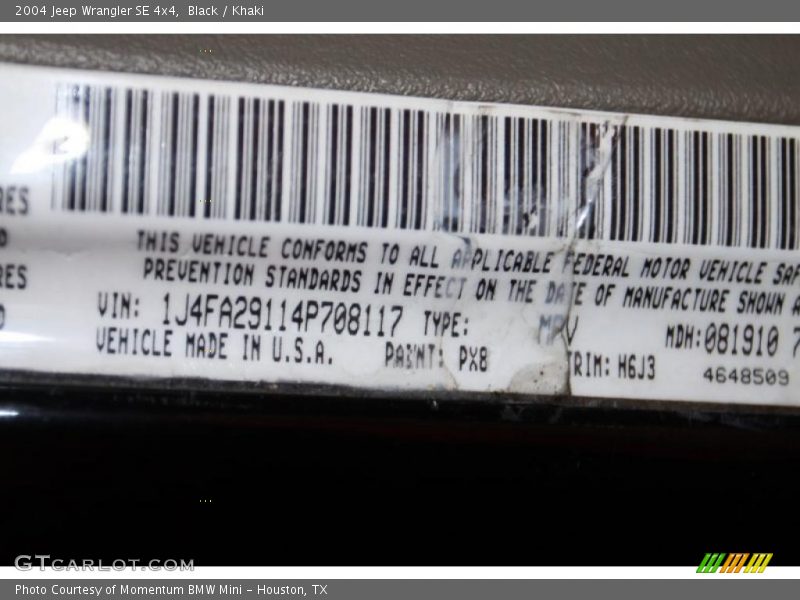 2004 Jeep Wrangler SE 4x4, Black / Khaki
RES
THIS VEHICLE CONFORMS TO ALL APPLICABLE FEDERAL MOTOR VEHICLE SAF
RES PREVENTION STANDARDS IN EFFECT ON THE DATE OF MANUFACTURE SHOWN A
VIN: 1J4FA29114P708117 TYPE: MPV MDH:081910 7
VEHICLE MADE IN U.S.A. PAINT: PX8 TRIM: H6J3 4648509
GTCARLOT.COM
Photo Courtesy of Momentum BMW Mini - Houston, TX